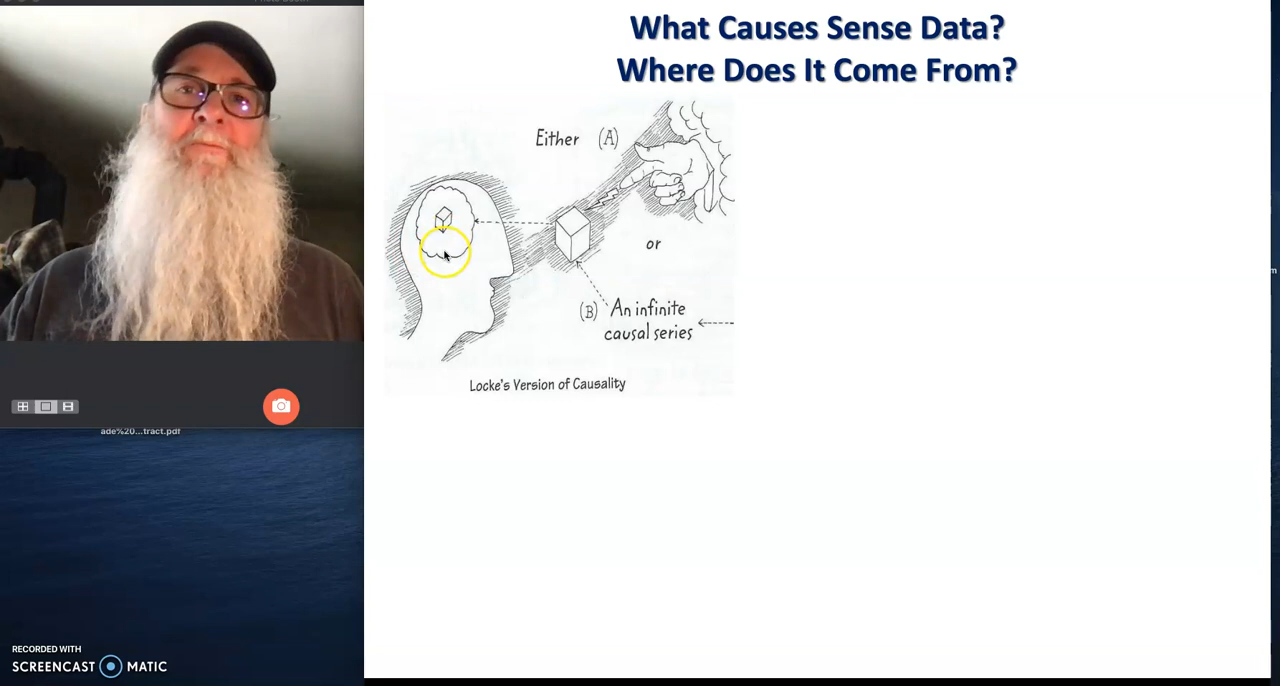 What Causes Sense Data?
Where Does It Come From?
Either (A)
or
(B) An infinite
causal series
Locke's Version of Causality
ade%20...tract.pdf
RECORDED WITH
SCREENCAST MATIC